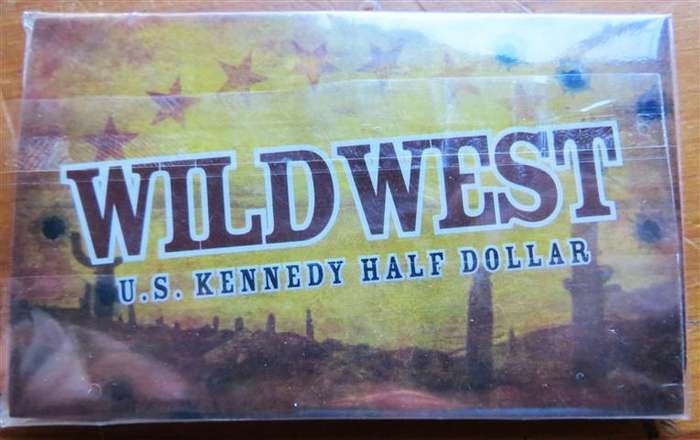 WILD WEST
U.S. KENNEDY HALF DOLLAR